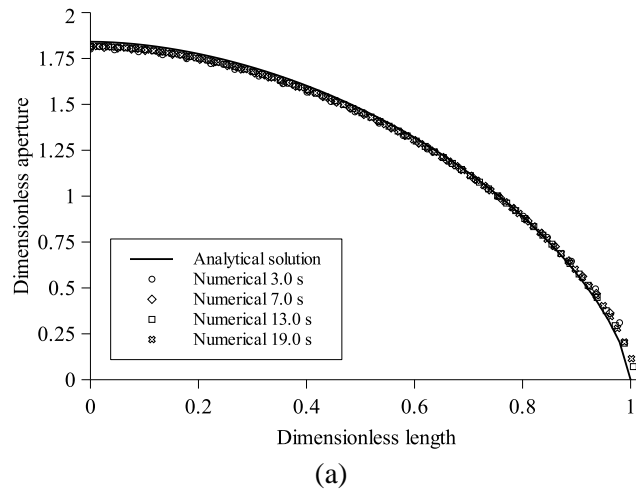 2
1.75
1.5
1.25
1
0.75
0.5
0.25
0
Dimensionless aperture
Analytical solution
Numerical 3.0 s
Numerical 7.0 s
Numerical 13.0 s
Numerical 19.0 s
0 0.2 0.4 0.6 0.8 1
Dimensionless length
(a)